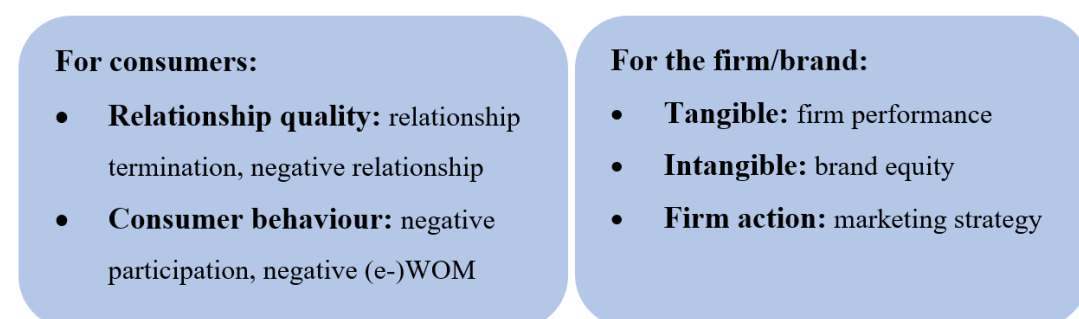 For consumers:
• Relationship quality: relationship
termination, negative relationship
• Consumer behaviour: negative
participation, negative (e-)WOM
For the firm/brand:
• Tangible: firm performance
• Intangible: brand equity
• Firm action: marketing strategy